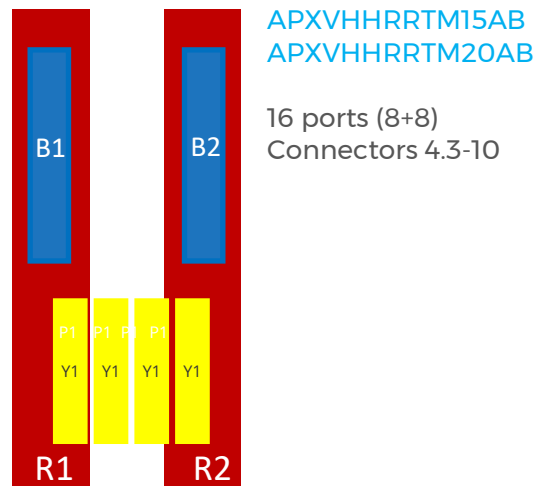 APXVHHRRTM15AB
APXVHHRRTM20AB
16 ports (8+8)
Connectors 4.3-10
B1 B2
P1 P1 P1 P1
Y1 Y1 Y1 Y1
R1 R2